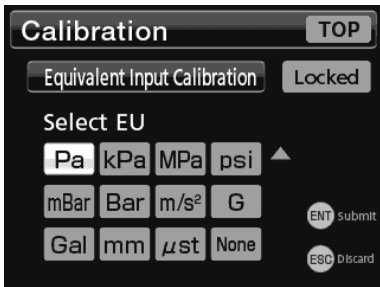 Calibration TOP
Equivalent Input Calibration Locked
Select EU
Pa kPa MPa psi
mBar Bar m/s² G
ENT Submit
Gal mm μst None
ESC Discard